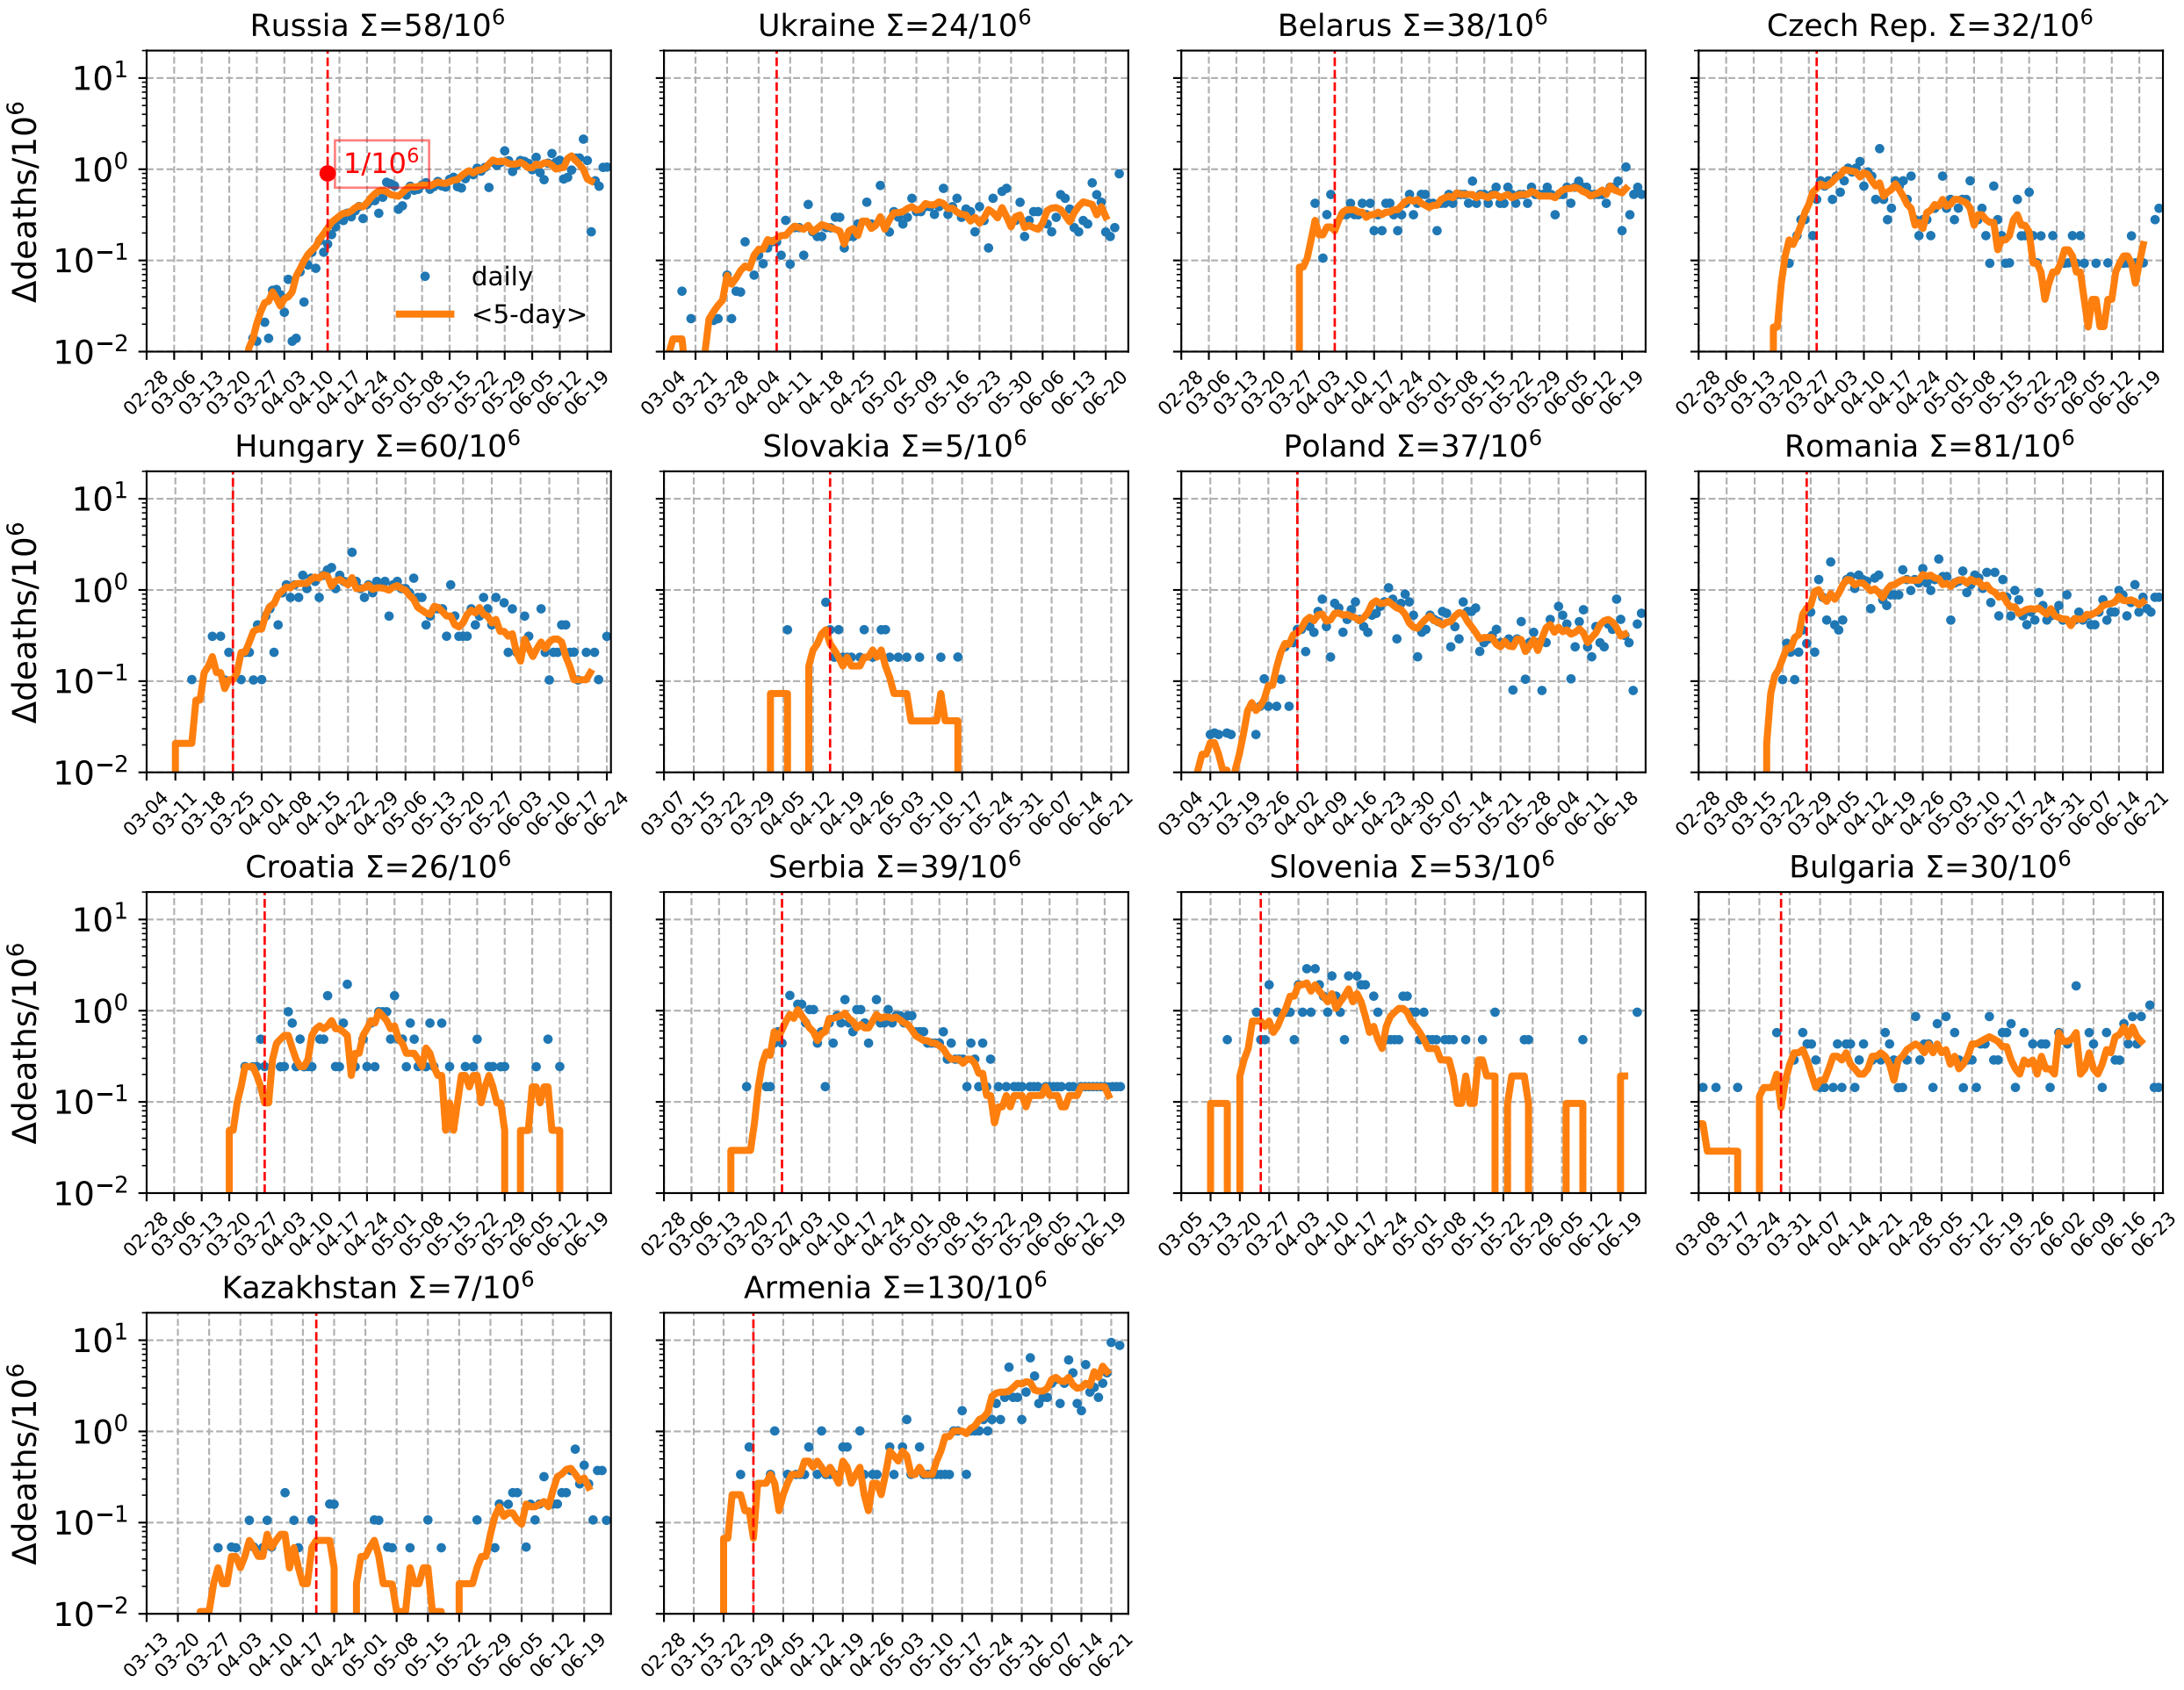 Russia Σ=58/10⁶
Ukraine Σ=24/10⁶
Belarus Σ=38/10⁶
Czech Rep. Σ=32/10⁶
Δdeaths/10⁶
10¹
10⁰
10⁻¹
10⁻²
1/10⁶
daily
<5-day>
02-28 03-06 03-13 03-20 03-27 04-03 04-10 04-17 04-24 05-01 05-08 05-15 05-22 05-29 06-05 06-12 06-19
03-04 03-21 03-28 04-04 04-11 04-18 04-25 05-02 05-09 05-16 05-23 05-30 06-06 06-13 06-20
02-28 03-06 03-13 03-20 03-27 04-03 04-10 04-17 04-24 05-01 05-08 05-15 05-22 05-29 06-05 06-12 06-19
02-28 03-06 03-13 03-20 03-27 04-03 04-10 04-17 04-24 05-01 05-08 05-15 05-22 05-29 06-05 06-12 06-19
Hungary Σ=60/10⁶
Slovakia Σ=5/10⁶
Poland Σ=37/10⁶
Romania Σ=81/10⁶
Δdeaths/10⁶
10¹
10⁰
10⁻¹
10⁻²
03-04 03-11 03-18 03-25 04-01 04-08 04-15 04-22 04-29 05-06 05-13 05-20 05-27 06-03 06-10 06-17 06-24
03-07 03-15 03-22 03-29 04-05 04-12 04-19 04-26 05-03 05-10 05-17 05-24 05-31 06-07 06-14 06-21
03-04 03-12 03-19 03-26 04-02 04-09 04-16 04-23 04-30 05-07 05-14 05-21 05-28 06-04 06-11 06-18
02-28 03-08 03-15 03-22 03-29 04-05 04-12 04-19 04-26 05-03 05-10 05-17 05-24 05-31 06-07 06-14 06-21
Croatia Σ=26/10⁶
Serbia Σ=39/10⁶
Slovenia Σ=53/10⁶
Bulgaria Σ=30/10⁶
Δdeaths/10⁶
10¹
10⁰
10⁻¹
10⁻²
02-28 03-06 03-13 03-20 03-27 04-03 04-10 04-17 04-24 05-01 05-08 05-15 05-22 05-29 06-05 06-12 06-19
02-28 03-06 03-13 03-20 03-27 04-03 04-10 04-17 04-24 05-01 05-08 05-15 05-22 05-29 06-05 06-12 06-19
03-05 03-13 03-20 03-27 04-03 04-10 04-17 04-24 05-01 05-08 05-15 05-22 05-29 06-05 06-12 06-19
03-08 03-17 03-24 03-31 04-07 04-14 04-21 04-28 05-05 05-12 05-19 05-26 06-02 06-09 06-16 06-23
Kazakhstan Σ=7/10⁶
Armenia Σ=130/10⁶
Δdeaths/10⁶
10¹
10⁰
10⁻¹
10⁻²
03-13 03-20 03-27 04-03 04-10 04-17 04-24 05-01 05-08 05-15 05-22 05-29 06-05 06-12 06-19
02-28 03-15 03-22 03-29 04-05 04-12 04-19 04-26 05-03 05-10 05-17 05-24 05-31 06-07 06-14 06-21